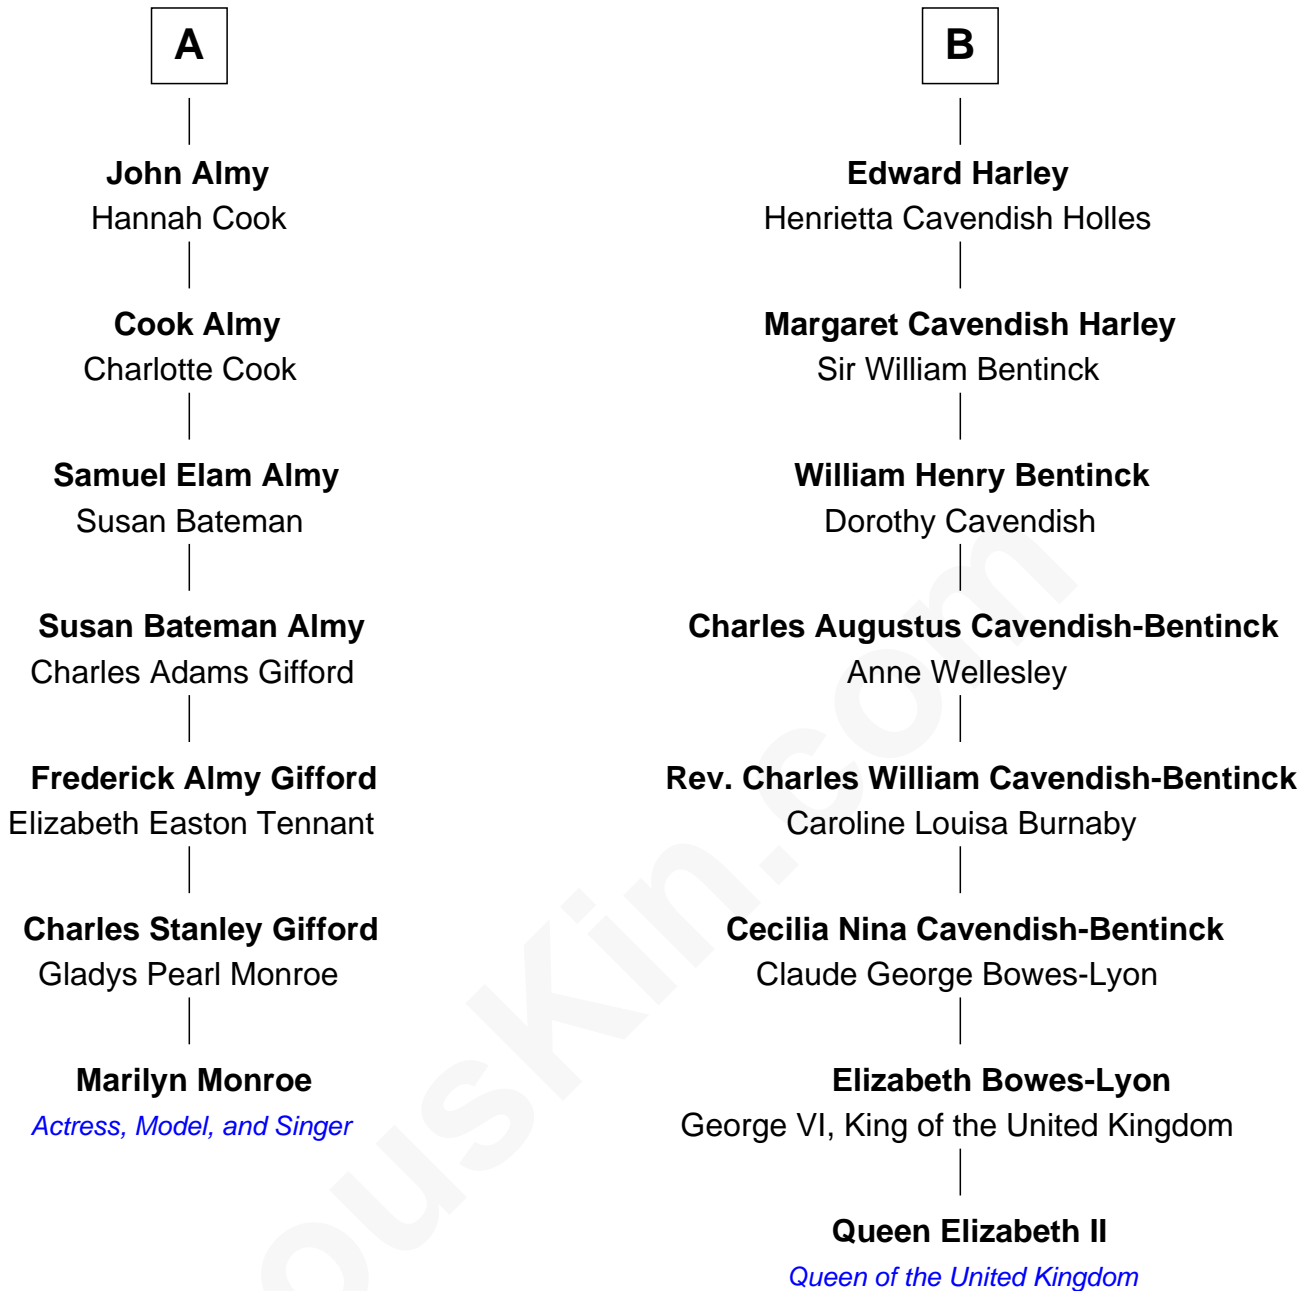 A
John Almy
Hannah Cook
Cook Almy
Charlotte Cook
Samuel Elam Almy
Susan Bateman
Susan Bateman Almy
Charles Adams Gifford
Frederick Almy Gifford
Elizabeth Easton Tennant
Charles Stanley Gifford
Gladys Pearl Monroe
Marilyn Monroe
Actress, Model, and Singer
B
Edward Harley
Henrietta Cavendish Holles
Margaret Cavendish Harley
Sir William Bentinck
William Henry Bentinck
Dorothy Cavendish
Charles Augustus Cavendish-Bentinck
Anne Wellesley
Rev. Charles William Cavendish-Bentinck
Caroline Louisa Burnaby
Cecilia Nina Cavendish-Bentinck
Claude George Bowes-Lyon
Elizabeth Bowes-Lyon
George VI, King of the United Kingdom
Queen Elizabeth II
Queen of the United Kingdom
ousKin.com